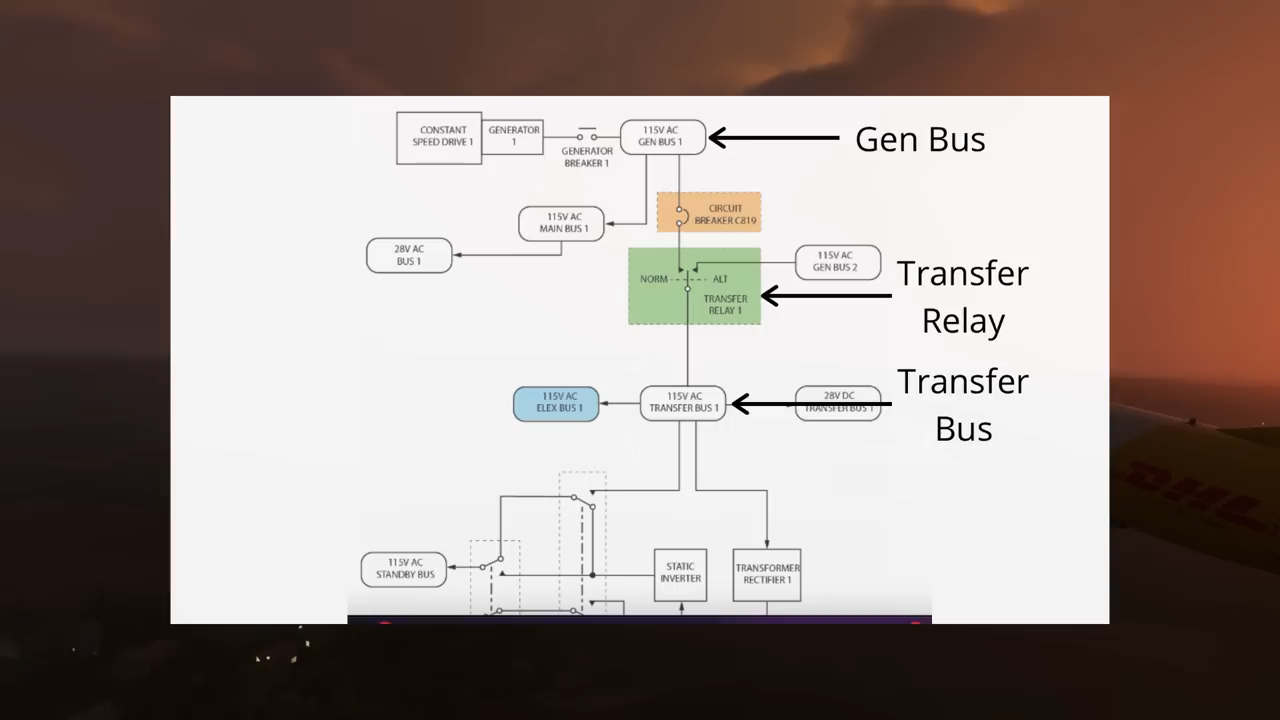 CONSTANT
SPEED DRIVE 1
GENERATOR
1
GENERATOR
BREAKER 1
115V AC
GEN BUS 1
Gen Bus
CIRCUIT
BREAKER C819
115V AC
MAIN BUS 1
28V AC
BUS 1
115V AC
GEN BUS 2
NORM
ALT
TRANSFER
RELAY 1
Transfer
Relay
115V AC
ELEX BUS 1
115V AC
TRANSFER BUS 1
28V DC
TRANSFER BUS 1
Transfer
Bus
115V AC
STANDBY BUS
STATIC
INVERTER
TRANSFORMER
RECTIFIER 1
DHL